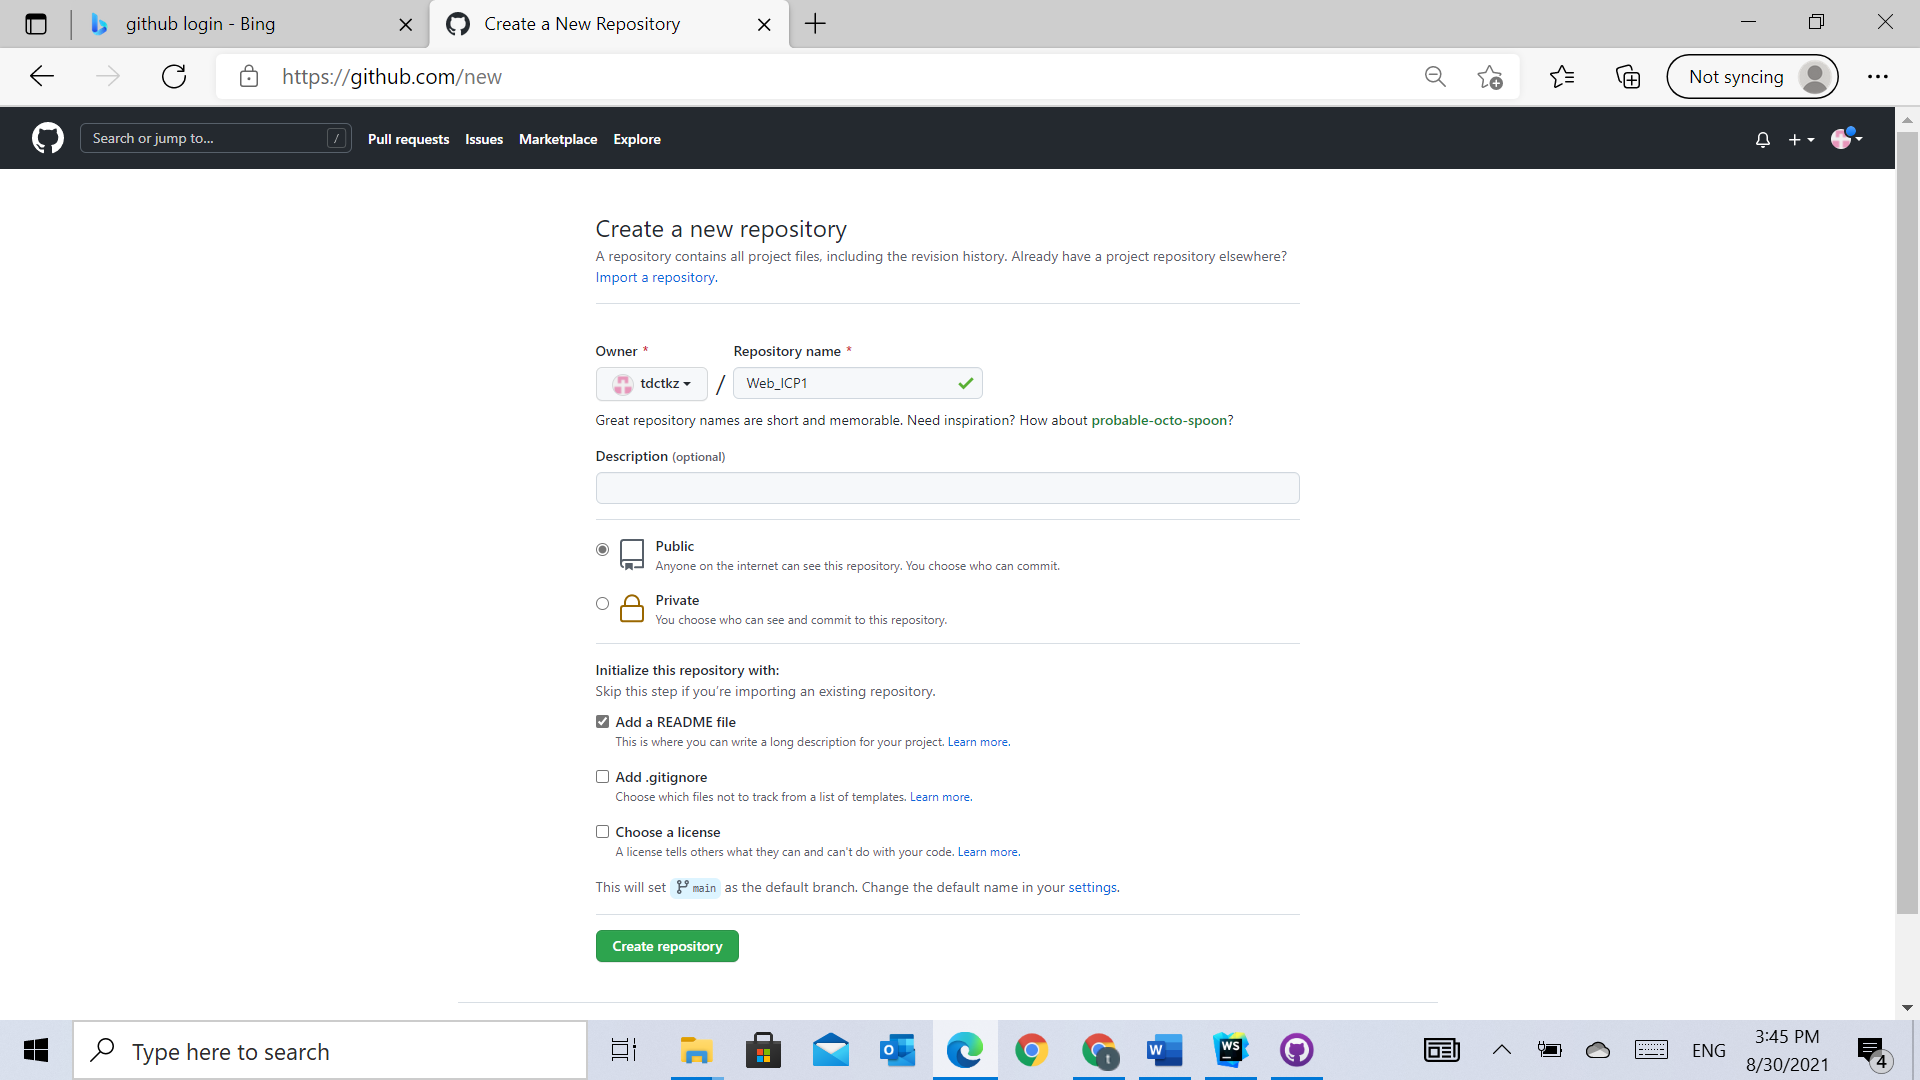 github login - Bing
Create a New Repository
https://github.com/new
Not syncing
Search or jump to...
/
Pull requests
Issues
Marketplace
Explore
Create a new repository
A repository contains all project files, including the revision history. Already have a project repository elsewhere?
Import a repository.
Owner *
Repository name *
tdctkz
/
Web_ICP1
Great repository names are short and memorable. Need inspiration? How about probable-octo-spoon?
Description (optional)
Public
Anyone on the internet can see this repository. You choose who can commit.
Private
You choose who can see and commit to this repository.
Initialize this repository with:
Skip this step if you're importing an existing repository.
Add a README file
This is where you can write a long description for your project. Learn more.
Add .gitignore
Choose which files not to track from a list of templates. Learn more.
Choose a license
A license tells others what they can and can't do with your code. Learn more.
This will set main as the default branch. Change the default name in your settings.
Create repository
Type here to search
O
t
W
WS
ENG
3:45 PM
8/30/2021
4